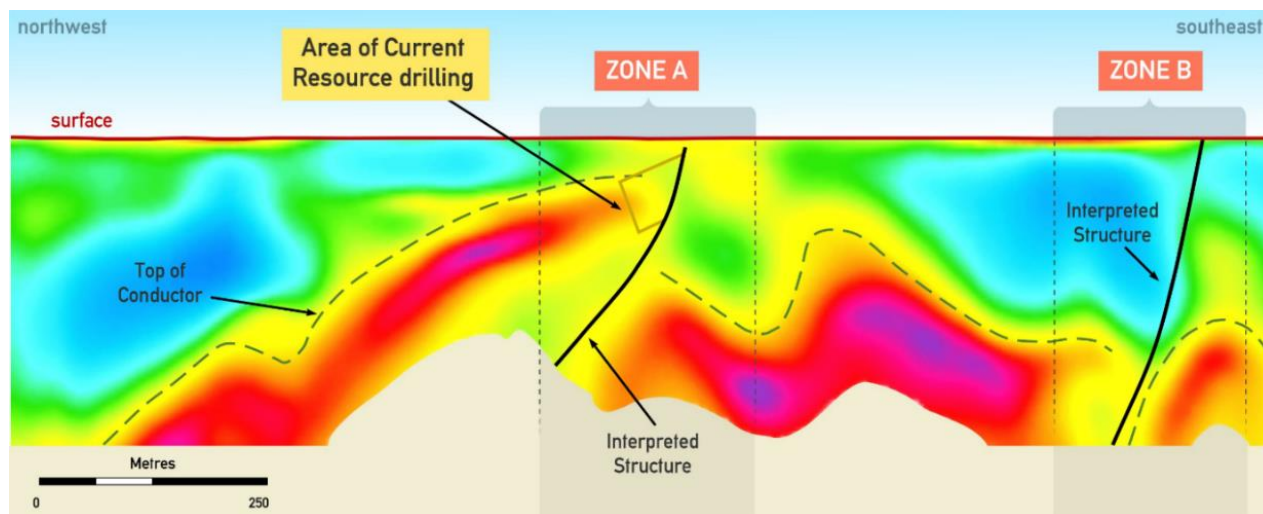 northwest
southeast
Area of Current
Resource drilling
ZONE A
ZONE B
surface
Interpreted
Structure
Top of
Conductor
Interpreted
Structure
Metres
0
250